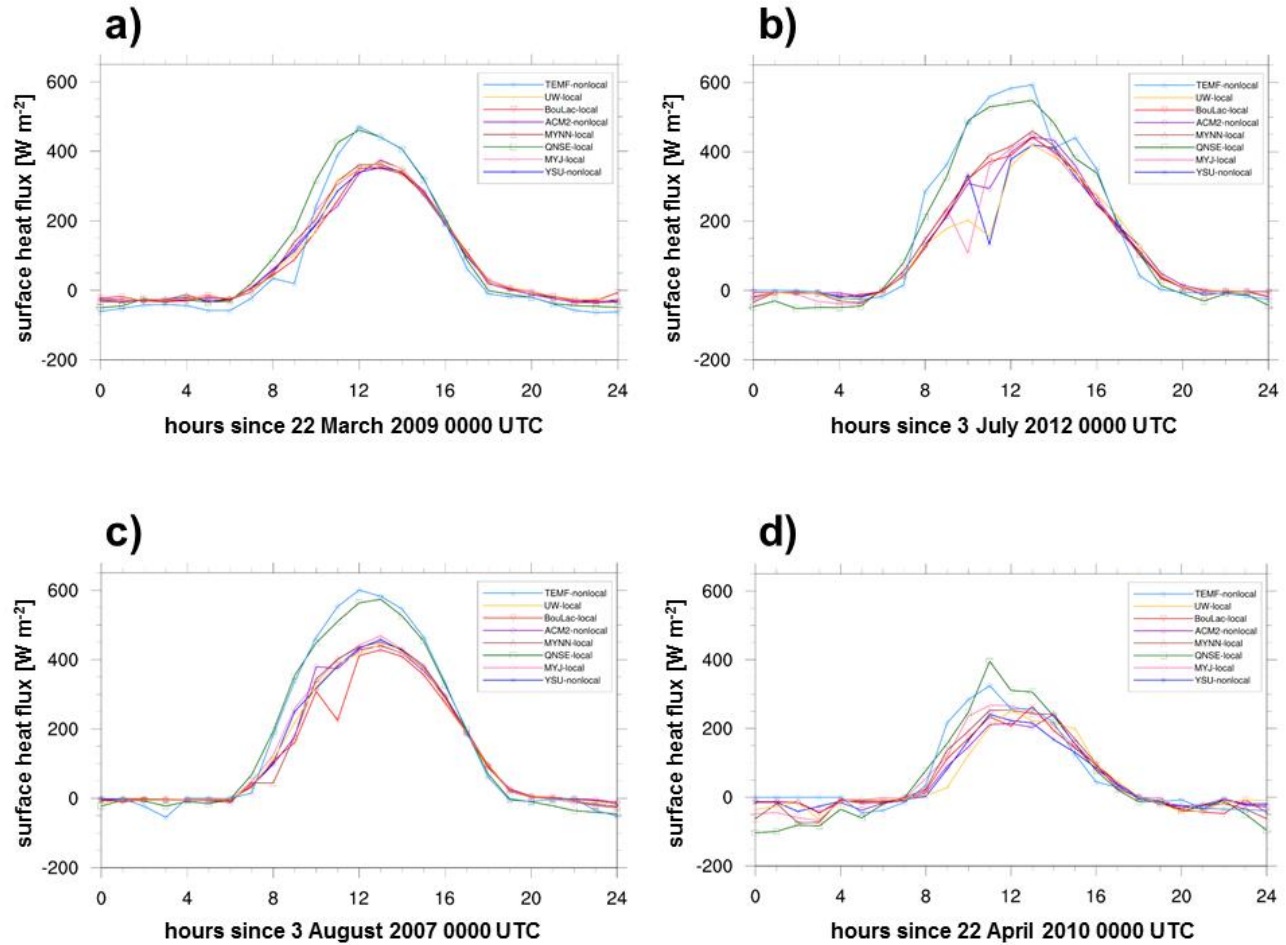 a)
surface heat flux [W m-2]
600
400
200
0
-200
TEMF-nonlocal
UW-local
BouLac-local
ACM2-nonlocal
MYNN-local
QNSE-local
MYJ-local
YSU-nonlocal
0 4 8 12 16 20 24
hours since 22 March 2009 0000 UTC
b)
surface heat flux [W m-2]
600
400
200
0
-200
TEMF-nonlocal
UW-local
BouLac-local
ACM2-nonlocal
MYNN-local
QNSE-local
MYJ-local
YSU-nonlocal
0 4 8 12 16 20 24
hours since 3 July 2012 0000 UTC
c)
surface heat flux [W m-2]
600
400
200
0
-200
TEMF-nonlocal
UW-local
BouLac-local
ACM2-nonlocal
MYNN-local
QNSE-local
MYJ-local
YSU-nonlocal
0 4 8 12 16 20 24
hours since 3 August 2007 0000 UTC
d)
surface heat flux [W m-2]
600
400
200
0
-200
TEMF-nonlocal
UW-local
BouLac-local
ACM2-nonlocal
MYNN-local
QNSE-local
MYJ-local
YSU-nonlocal
0 4 8 12 16 20 24
hours since 22 April 2010 0000 UTC